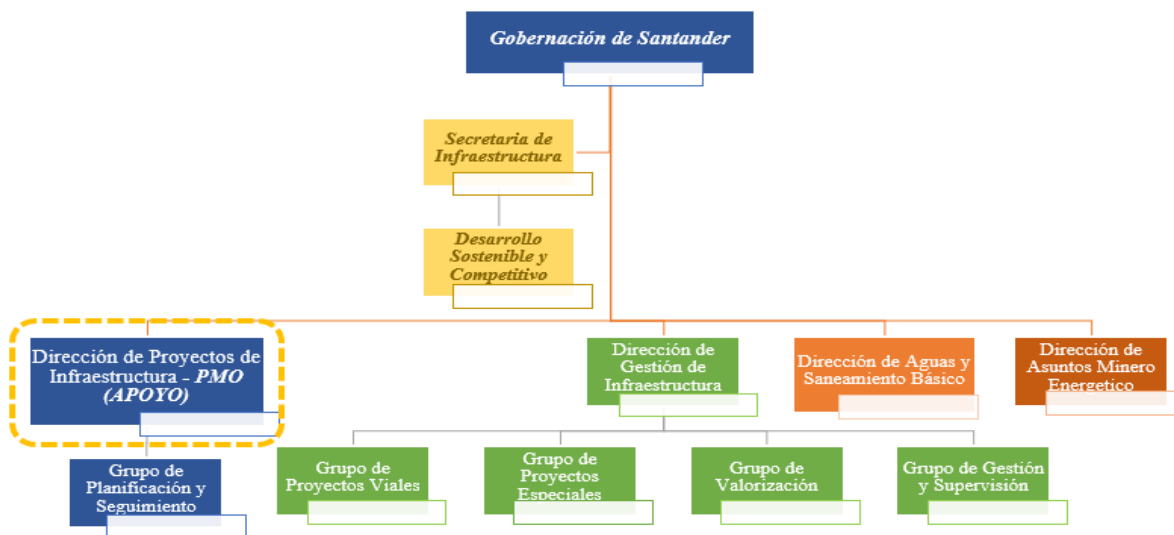 Gobernación de Santander
Secretaria de
Infraestructura
Desarrollo
Sostenible y
Competitivo
Dirección de Proyectos de
Infraestructura - PMO
(APOYO)
Dirección de
Gestión de
Infraestructura
Dirección de Aguas y
Saneamiento Básico
Dirección de
Asuntos Minero
Energetico
Grupo de
Planificación y
Seguimiento
Grupo de
Proyectos Viales
Grupo de
Proyectos
Especiales
Grupo de
Valorización
Grupo de Gestión
y Supervisión